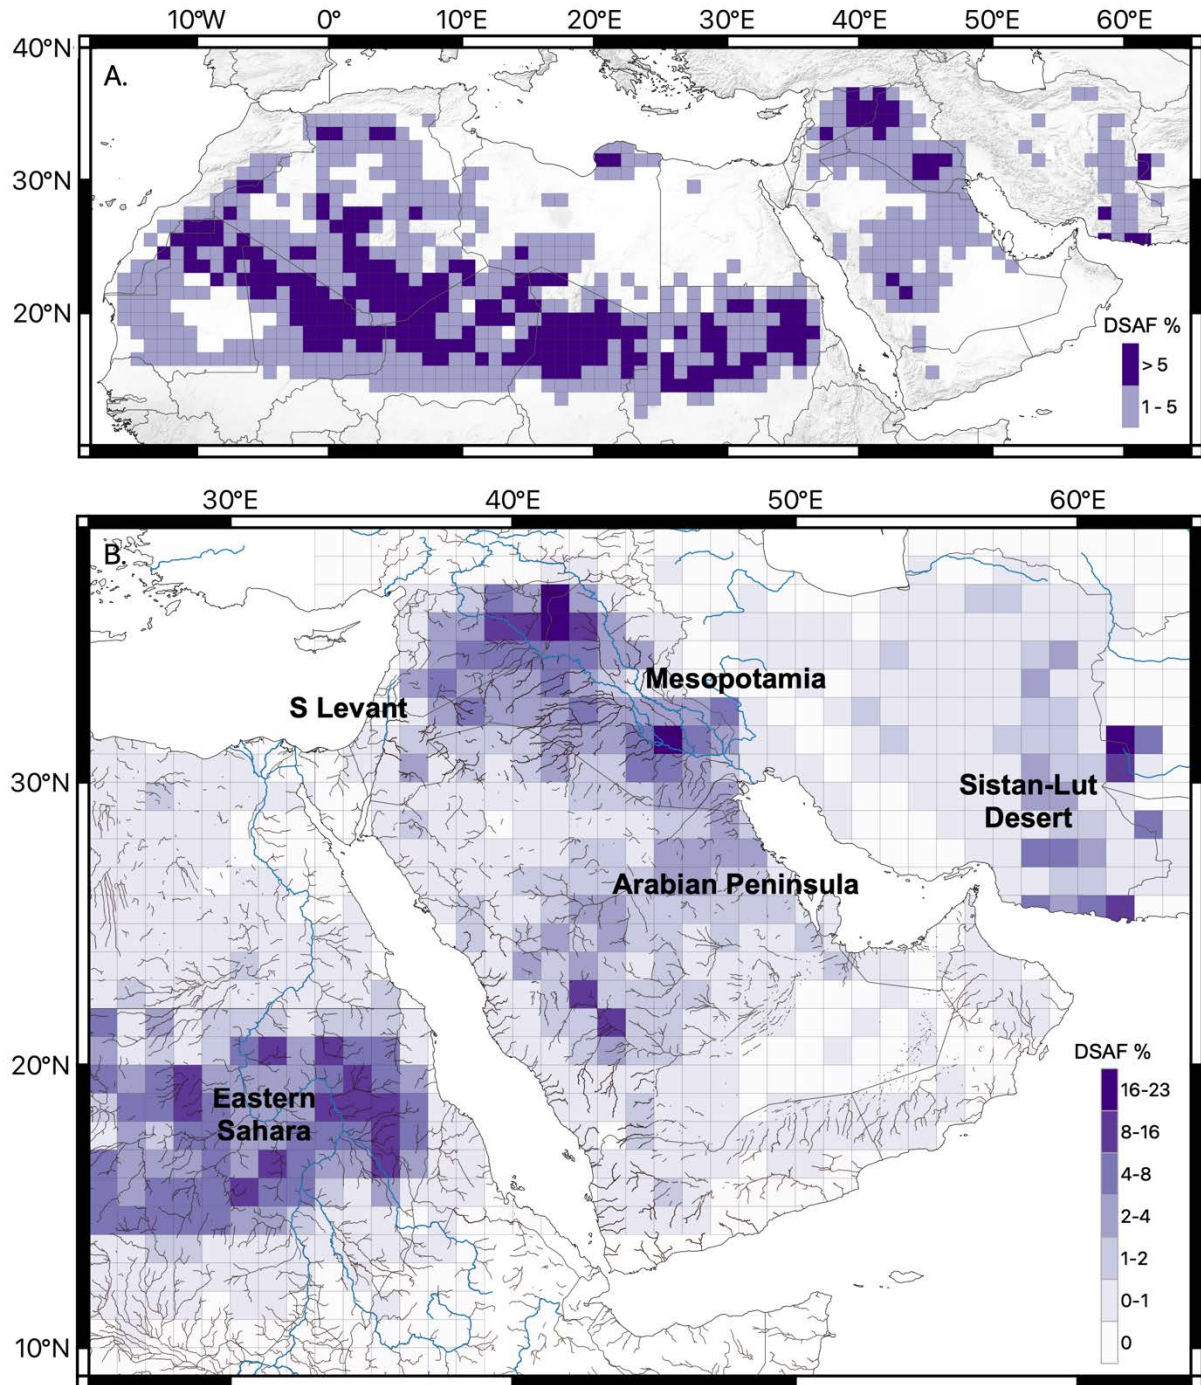 10°W 0° 10°E 20°E 30°E 40°E 50°E 60°E
40°N
A.
30°N
20°N
DSAF %
> 5
1 - 5
30°E 40°E 50°E 60°E
B.
Mesopotamia
S Levant
30°N
Sistan-Lut
Desert
Arabian Peninsula
20°N
DSAF %
16-23
Eastern
Sahara
8-16
4-8
2-4
1-2
0-1
10°N
0